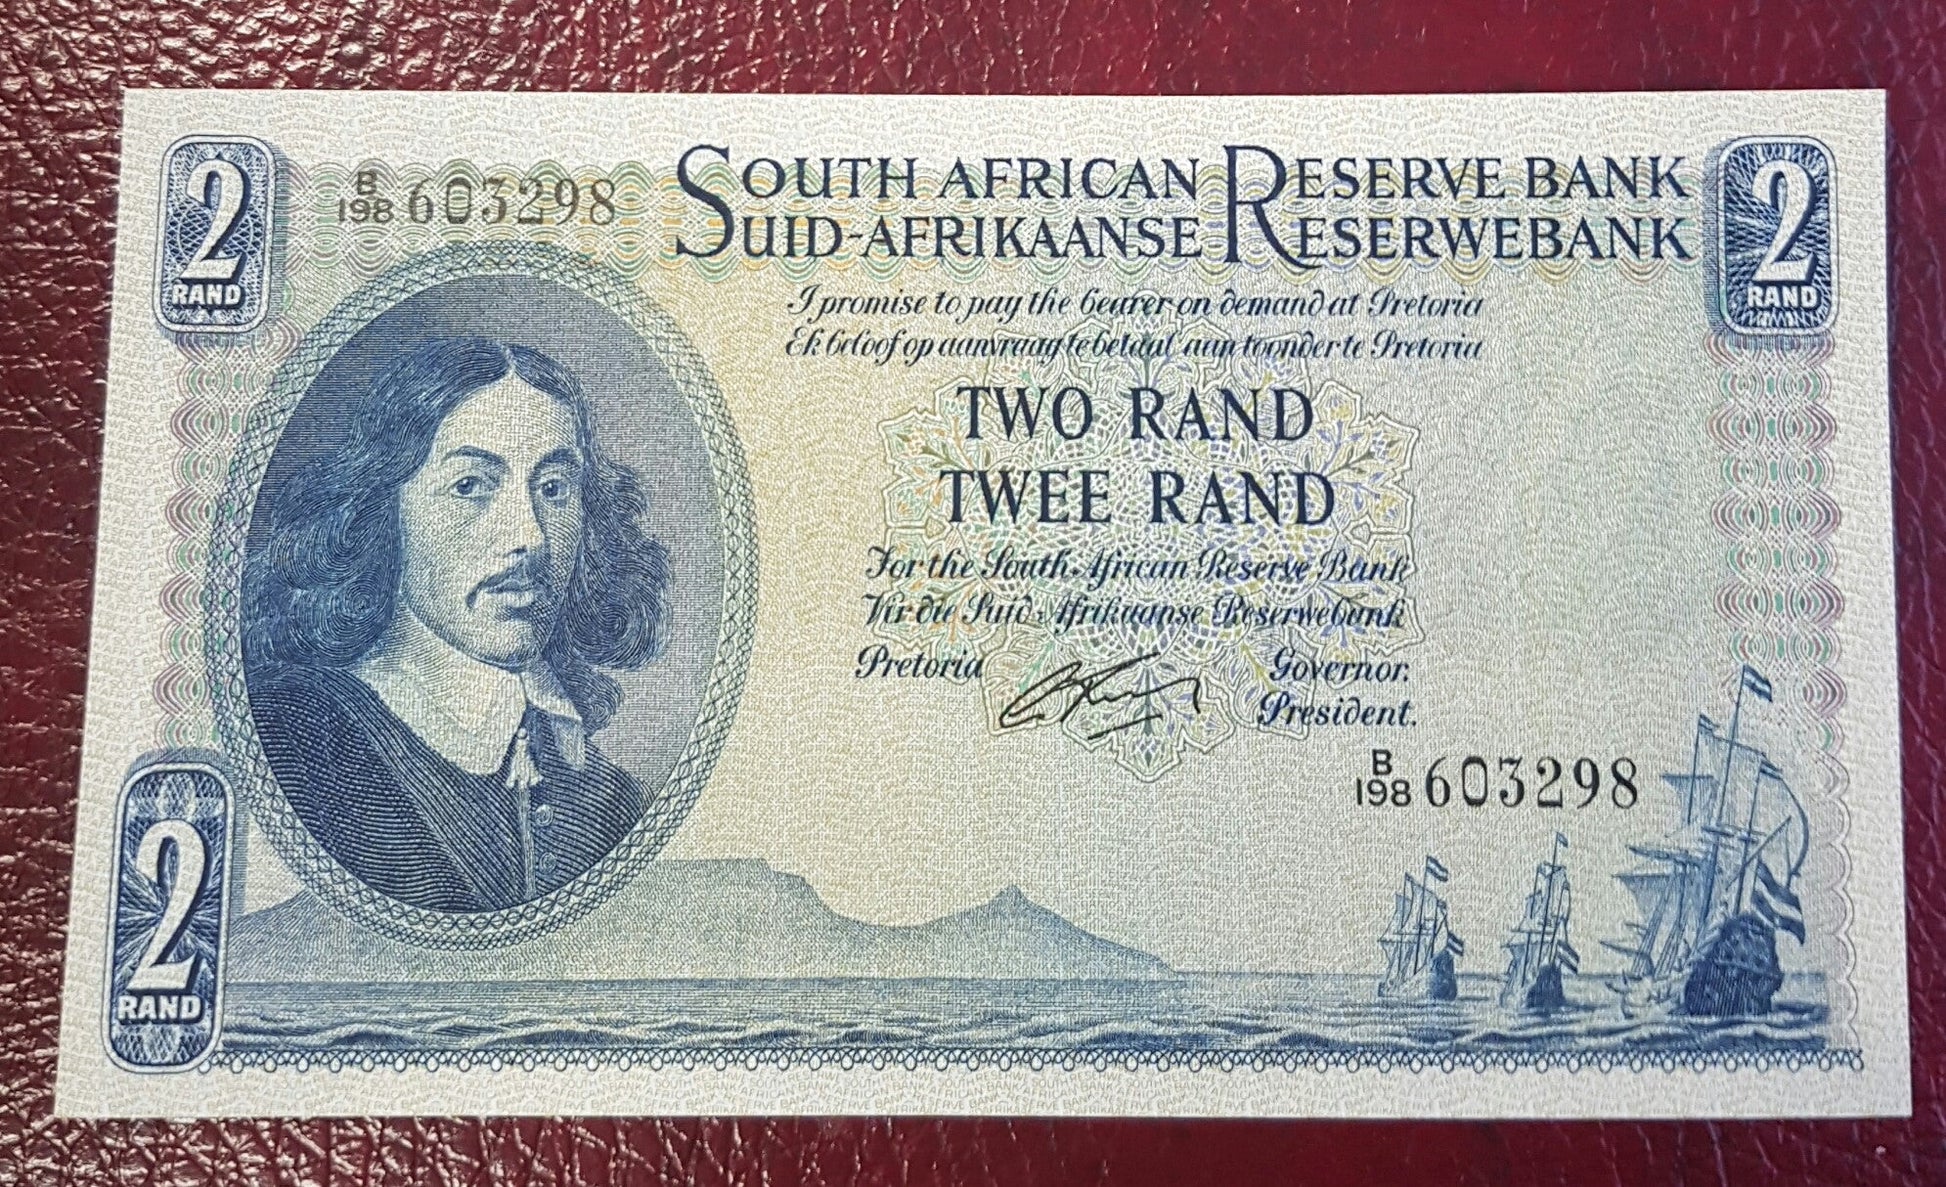 2
RAND
B
198 603298
SOUTH AFRICAN RESERVE BANK
SUID-AFRIKAANSE RESERWEBANK
2
RAND
I promise to pay the bearer on demand at Pretoria
Ek beloof op aanvraag te betaal aan toonder te Pretoria
TWO RAND
TWEE RAND
For the South African Reserve Bank
Vir die Suid-Afrikaanse Reserwebank
Pretoria
Governor.
President.
B
198 603298
2
RAND